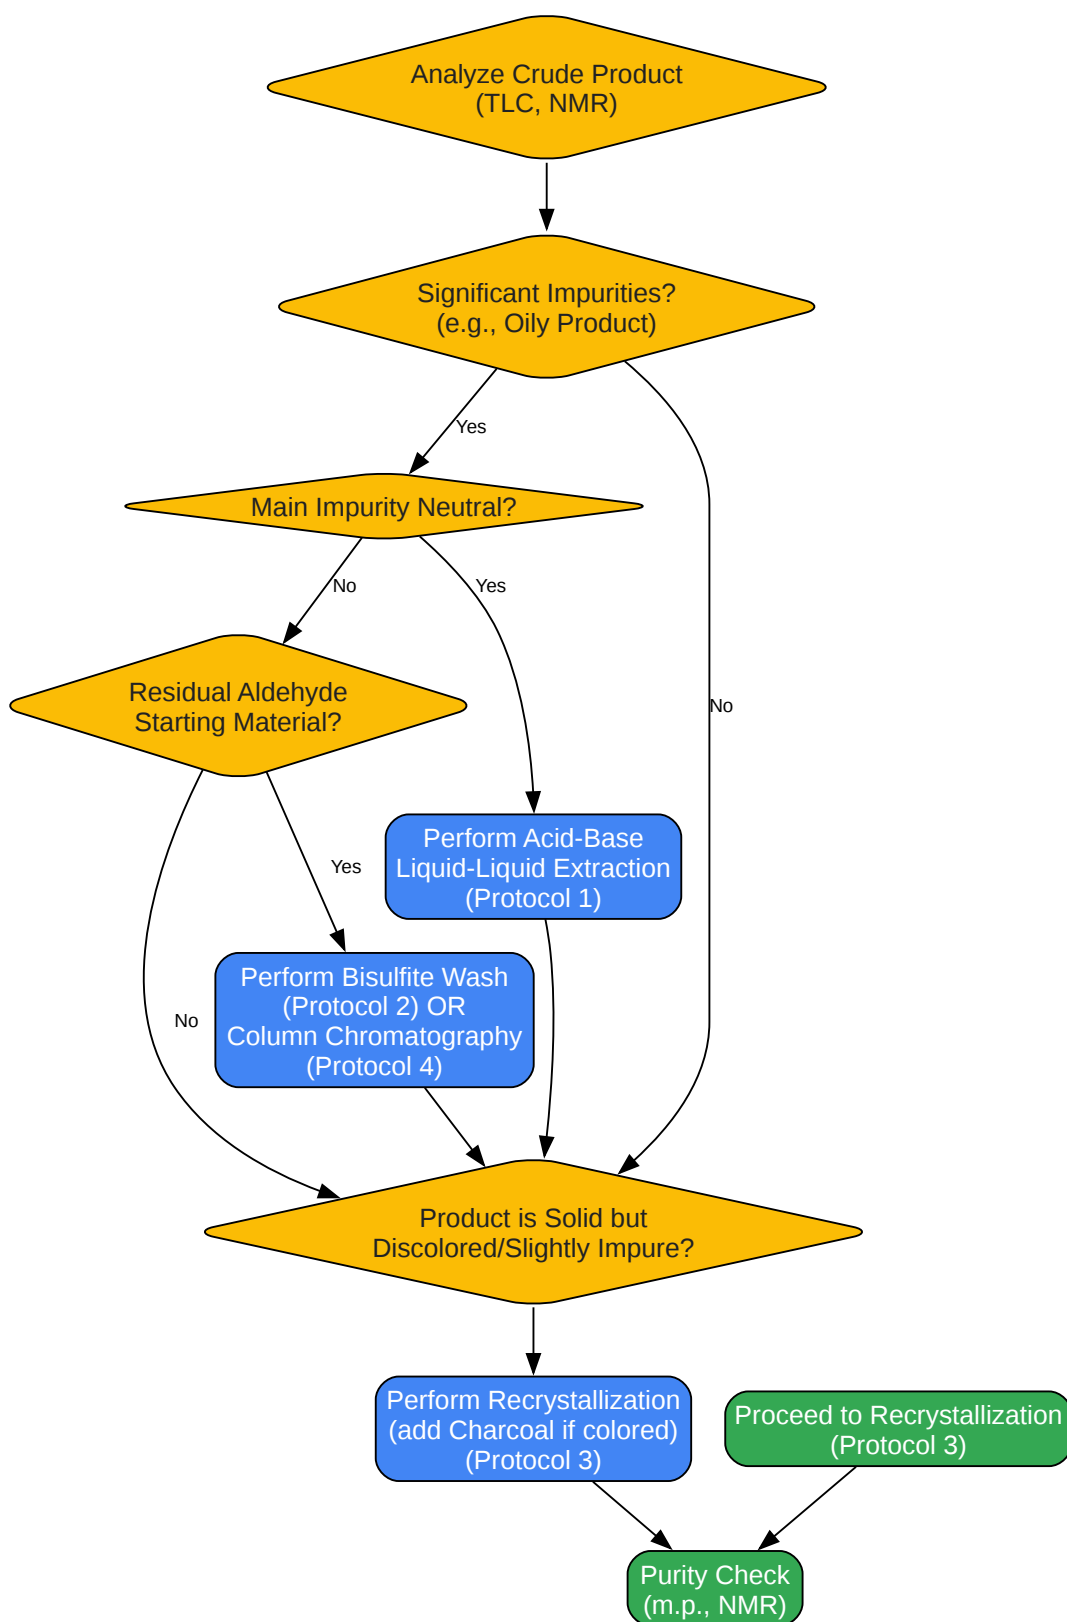 Analyze Crude Product
(TLC, NMR)
Significant Impurities?
(e.g., Oily Product)
Yes
Main Impurity Neutral?
No
Yes
Residual Aldehyde
Starting Material?
No
Perform Acid-Base
Liquid-Liquid Extraction
(Protocol 1)
Yes
Perform Bisulfite Wash
(Protocol 2) OR
Column Chromatography
(Protocol 4)
No
Product is Solid but
Discolored/Slightly Impure?
Perform Recrystallization
(add Charcoal if colored)
(Protocol 3)
Proceed to Recrystallization
(Protocol 3)
Purity Check
(m.p., NMR)